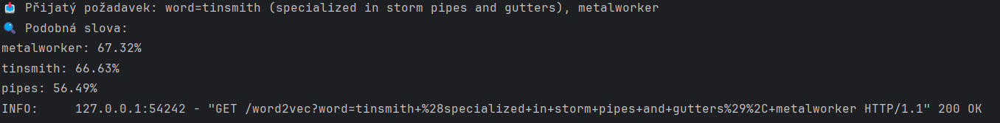 📥 Přijatý požadavek: word=tinsmith (specialized in storm pipes and gutters), metalworker
🔍 Podobná slova:
metalworker: 67.32%
tinsmith: 66.63%
pipes: 56.49%
INFO:     127.0.0.1:54242 - "GET /word2vec?word=tinsmith+%28specialized+in+storm+pipes+and+gutters%29%2C+metalworker HTTP/1.1" 200 OK